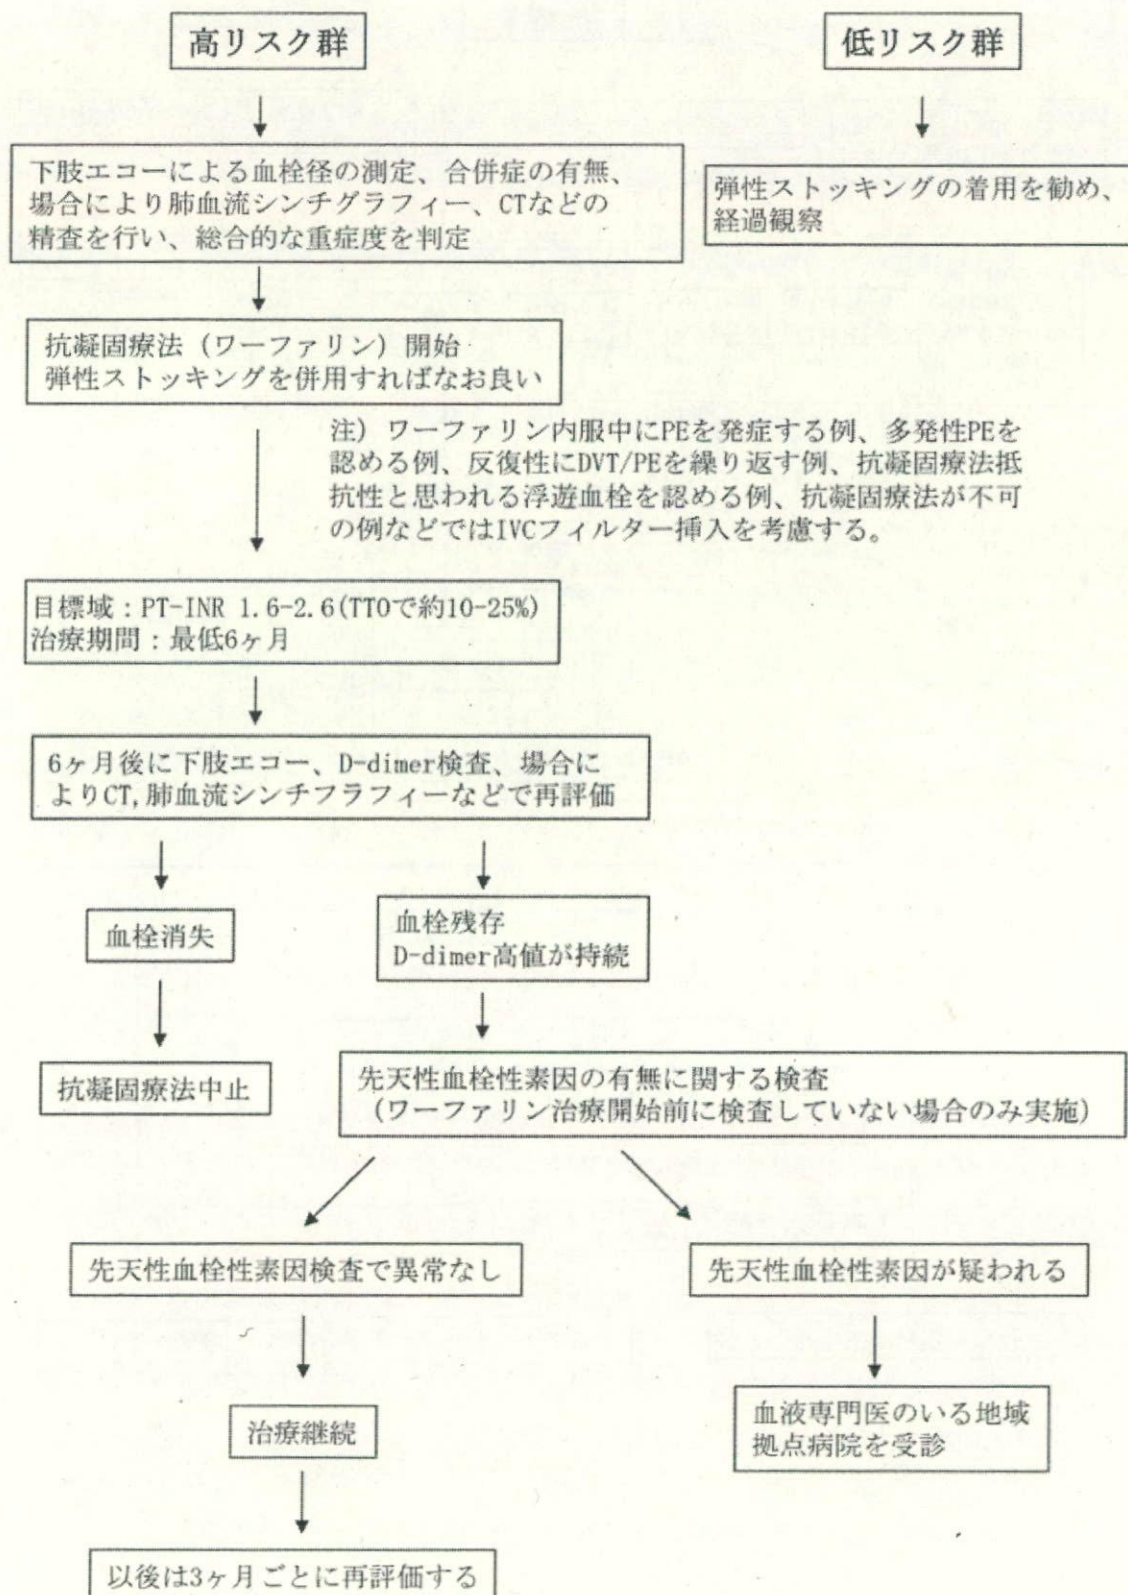 高リスク群
低リスク群
下肢エコーによる血栓径の測定、合併症の有無、
場合により肺血流シンチグラフィー、CTなどの
精査を行い、総合的な重症度を判定
弾性ストッキングの着用を勧め、
経過観察
抗凝固療法（ワーファリン）開始
弾性ストッキングを併用すればなお良い
注）ワーファリン内服中にPEを発症する例、多発性PEを
認める例、反復性にDVT/PEを繰り返す例、抗凝固療法抵
抗性と思われる浮遊血栓を認める例、抗凝固療法が不可
の例などではIVCフィルター挿入を考慮する。
目標域：PT-INR 1.6-2.6(TTOで約10-25%)
治療期間：最低6ヶ月
6ヶ月後に下肢エコー、D-dimer検査、場合に
よりCT,肺血流シンチフラフィーなどで再評価
血栓消失
血栓残存
D-dimer高値が持続
抗凝固療法中止
先天性血栓性素因の有無に関する検査
（ワーファリン治療開始前に検査していない場合のみ実施）
先天性血栓性素因検査で異常なし
先天性血栓性素因が疑われる
治療継続
血液専門医のいる地域
拠点病院を受診
以後は3ヶ月ごとに再評価する